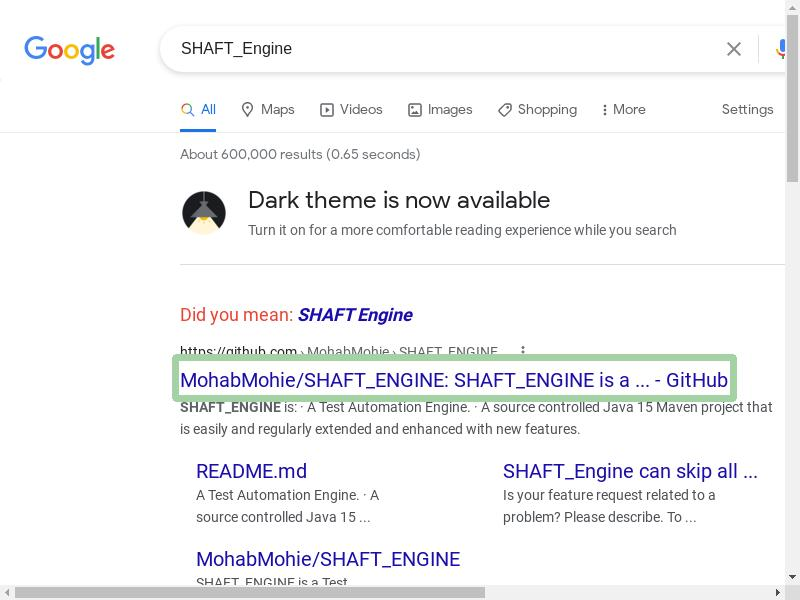 Google
SHAFT_Engine
All
Maps
Videos
Images
Shopping
More
Settings
About 600,000 results (0.65 seconds)
Dark theme is now available
Turn it on for a more comfortable reading experience while you search
Did you mean: SHAFT Engine
https://github.com › MohabMohie › SHAFT_ENGINE
MohabMohie/SHAFT_ENGINE: SHAFT_ENGINE is a ... - GitHub
SHAFT_ENGINE is: · A Test Automation Engine. · A source controlled Java 15 Maven project that
is easily and regularly extended and enhanced with new features.
README.md
A Test Automation Engine. · A
source controlled Java 15 ...
SHAFT_Engine can skip all ...
Is your feature request related to a
problem? Please describe. To ...
MohabMohie/SHAFT_ENGINE
SHAFT_ENGINE is a Test